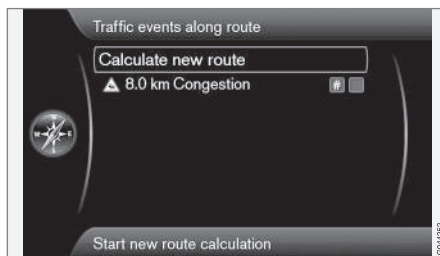 Traffic events along route
Calculate new route
8.0 km Congestion #
Start new route calculation